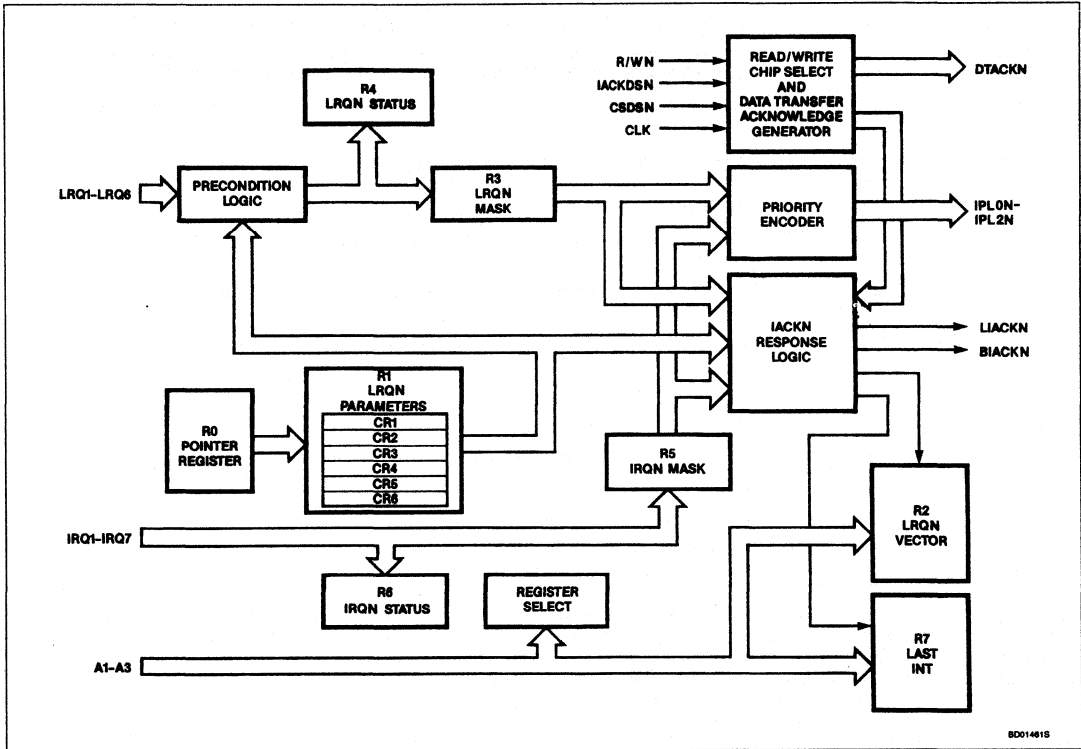 R/WN
IACKDSN
CSDSN
CLK
READ/WRITE
CHIP SELECT
AND
DATA TRANSFER
ACKNOWLEDGE
GENERATOR
DTACKN
R4
LRQN STATUS
LRQ1-LRQ6
PRECONDITION
LOGIC
R3
LRQN
MASK
PRIORITY
ENCODER
IPL0N-
IPL2N
IACKN
RESPONSE
LOGIC
LIACKN
BIACKN
R0
POINTER
REGISTER
R1
LRQN
PARAMETERS
CR1
CR2
CR3
CR4
CR5
CR6
R5
IRQN MASK
R2
LRQN
VECTOR
IRQ1-IRQ7
R6
IRQN STATUS
REGISTER
SELECT
R7
LAST
INT
A1-A3
BD01461S